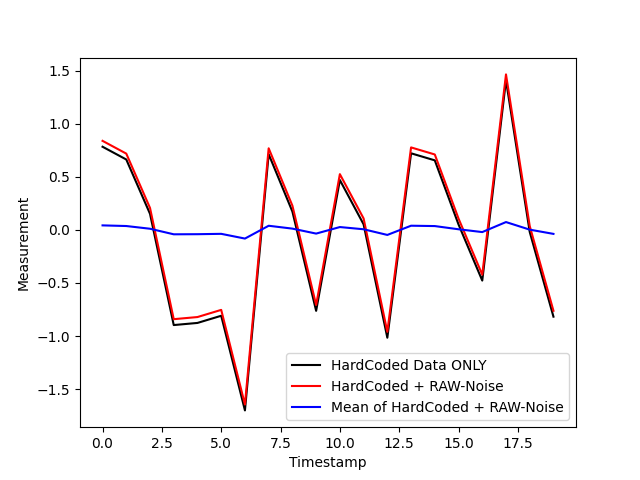 1.5
1.0
0.5
0.0
−0.5
−1.0
−1.5
Measurement
HardCoded Data ONLY
HardCoded + RAW-Noise
Mean of HardCoded + RAW-Noise
0.0 2.5 5.0 7.5 10.0 12.5 15.0 17.5
Timestamp